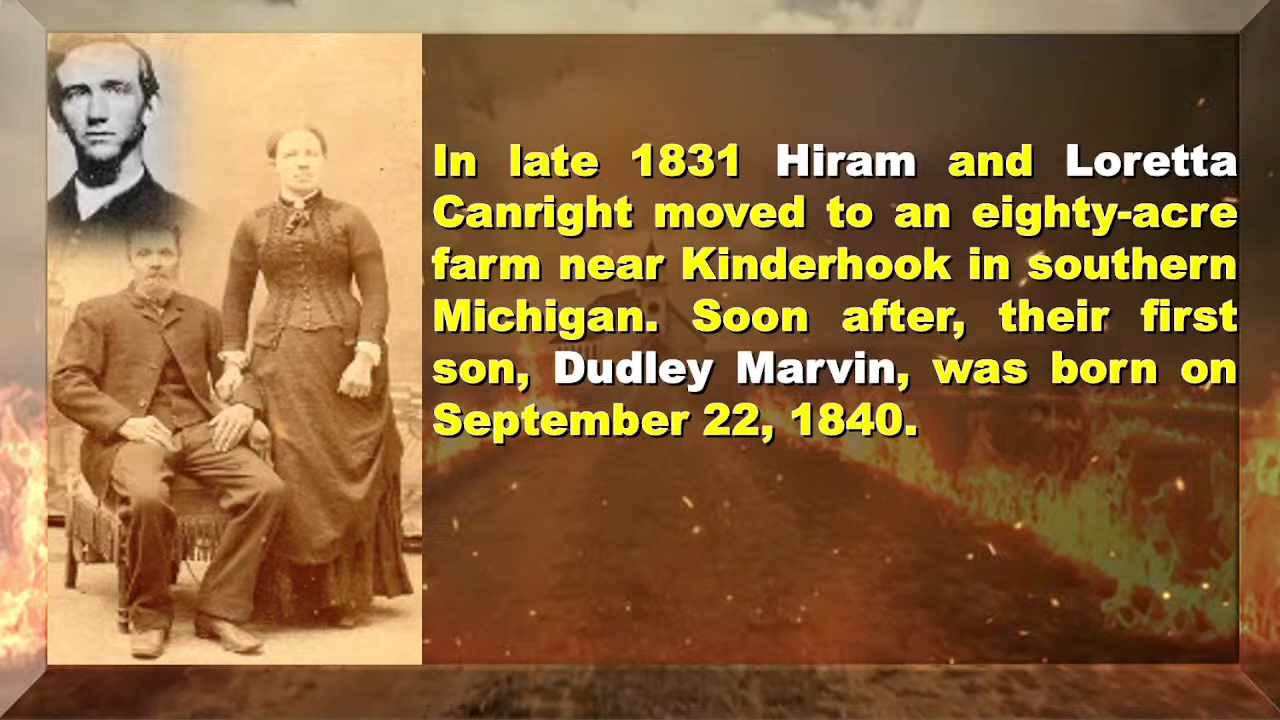 In late 1831 Hiram and Loretta
Canright moved to an eighty-acre
farm near Kinderhook in southern
Michigan. Soon after, their first
son, Dudley Marvin, was born on
September 22, 1840.